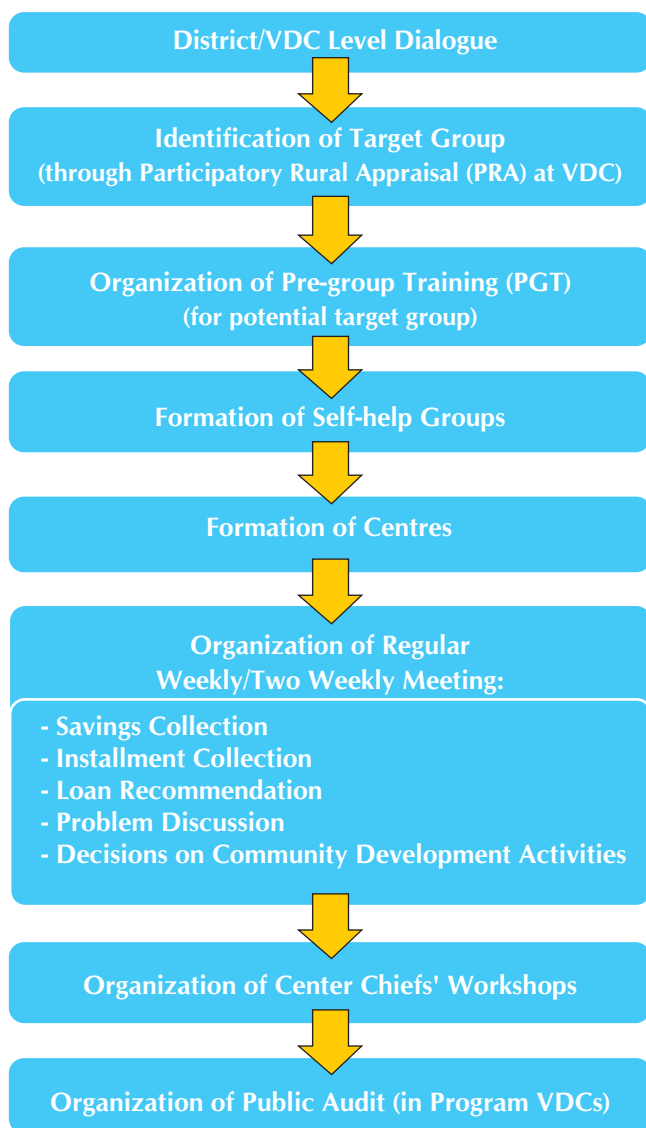 District/VDC Level Dialogue
Identification of Target Group
(through Participatory Rural Appraisal (PRA) at VDC)
Organization of Pre-group Training (PGT)
(for potential target group)
Formation of Self-help Groups
Formation of Centres
Organization of Regular
Weekly/Two Weekly Meeting:
- Savings Collection
- Installment Collection
- Loan Recommendation
- Problem Discussion
- Decisions on Community Development Activities
Organization of Center Chiefs' Workshops
Organization of Public Audit (in Program VDCs)